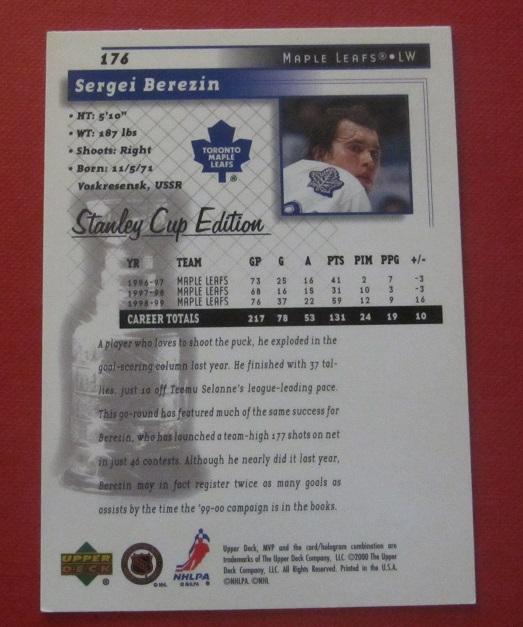 176
MAPLE LEAFS® • LW
Sergei Berezin
• HT: 5'10"
• WT: 187 lbs
• Shoots: Right
• Born: 11/5/71
Voskresensk, USSR
TORONTO
MAPLE
LEAFS
®
Stanley Cup Edition
YR TEAM GP G A PTS PIM PPG +/-
1996-97 MAPLE LEAFS 73 25 16 41 2 7 -3
1997-98 MAPLE LEAFS 68 16 15 31 10 3 -3
1998-99 MAPLE LEAFS 76 37 22 59 12 9 16
CAREER TOTALS 217 78 53 131 24 19 10
A player who loves to shoot the puck, he exploded in the
goal-scoring column last year. He finished with 37 tal-
lies, just 10 off Teemu Selanne's league-leading pace.
This go-round has featured much of the same success for
Berezin, who has launched a team-high 177 shots on net
in just 46 contests. Although he nearly did it last year,
Berezin may in fact register twice as many goals as
assists by the time the '99-00 campaign is in the books.
UPPER
DECK
®
© NHL
NHLPA
© NHLPA ®
Upper Deck, MVP and the card/hologram combination are
trademarks of The Upper Deck Company, LLC. ©2000 The Upper
Deck Company, LLC. All Rights Reserved. Printed in the U.S.A.
©NHLPA. ©NHL